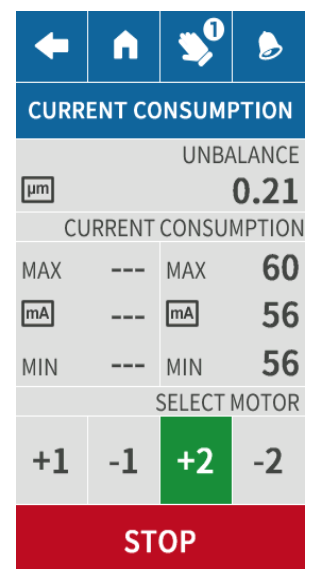 1
CURRENT CONSUMPTION
UNBALANCE
µm 0.21
CURRENT CONSUMPTION
MAX --- MAX 60
mA --- mA 56
MIN --- MIN 56
SELECT MOTOR
+1 -1 +2 -2
STOP